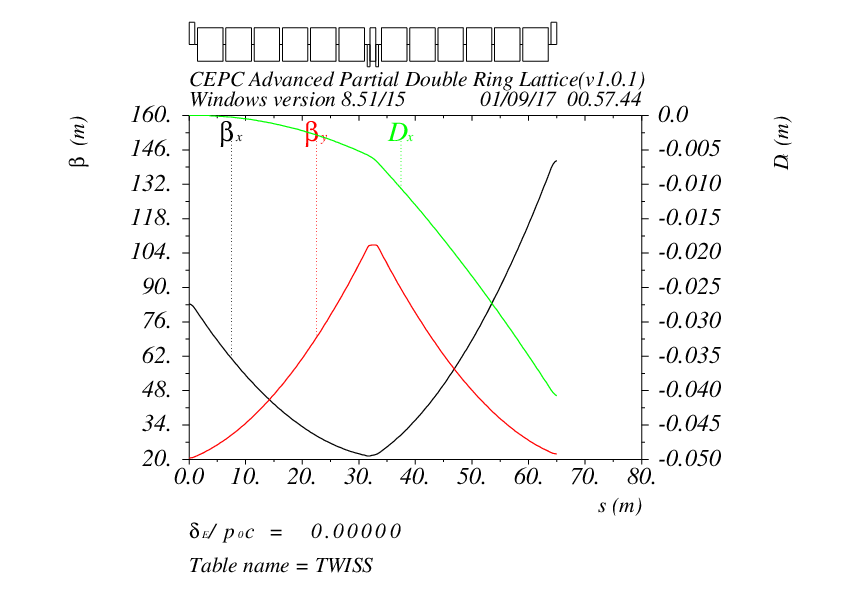 CEPC Advanced Partial Double Ring Lattice(v1.0.1)
Windows version 8.51/15 01/09/17 00.57.44
β (m)
160.
146.
132.
118.
104.
90.
76.
62.
48.
34.
20.
βx
βy
Dx
0.0
-0.005
-0.010
-0.015
-0.020
-0.025
-0.030
-0.035
-0.040
-0.045
-0.050
D (m)
0.0 10. 20. 30. 40. 50. 60. 70. 80.
s (m)
δE/ p0c = 0.00000
Table name = TWISS